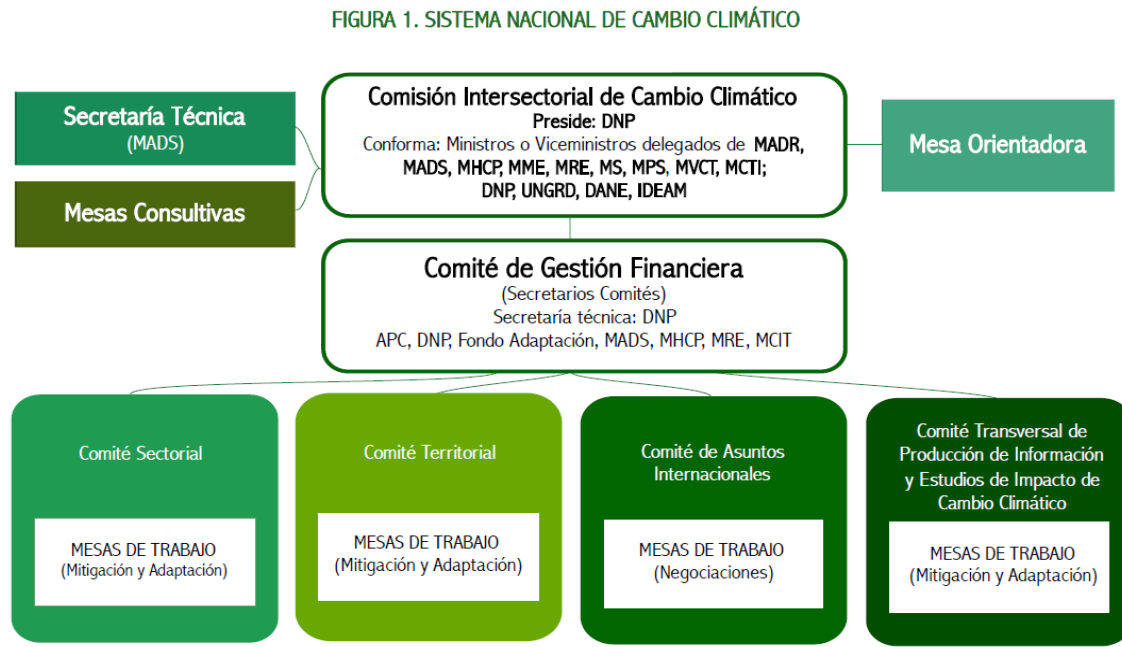 FIGURA 1. SISTEMA NACIONAL DE CAMBIO CLIMÁTICO
Secretaría Técnica
(MADS)
Mesas Consultivas
Comisión Intersectorial de Cambio Climático
Preside: DNP
Conforma: Ministros o Viceministros delegados de MADR,
MADS, MHCP, MME, MRE, MS, MPS, MVCT, MCTI;
DNP, UNGRD, DANE, IDEAM
Mesa Orientadora
Comité de Gestión Financiera
(Secretarios Comités)
Secretaría técnica: DNP
APC, DNP, Fondo Adaptación, MADS, MHCP, MRE, MCIT
Comité Sectorial
MESAS DE TRABAJO
(Mitigación y Adaptación)
Comité Territorial
MESAS DE TRABAJO
(Mitigación y Adaptación)
Comité de Asuntos
Internacionales
MESAS DE TRABAJO
(Negociaciones)
Comité Transversal de
Producción de Información
y Estudios de Impacto de
Cambio Climático
MESAS DE TRABAJO
(Mitigación y Adaptación)